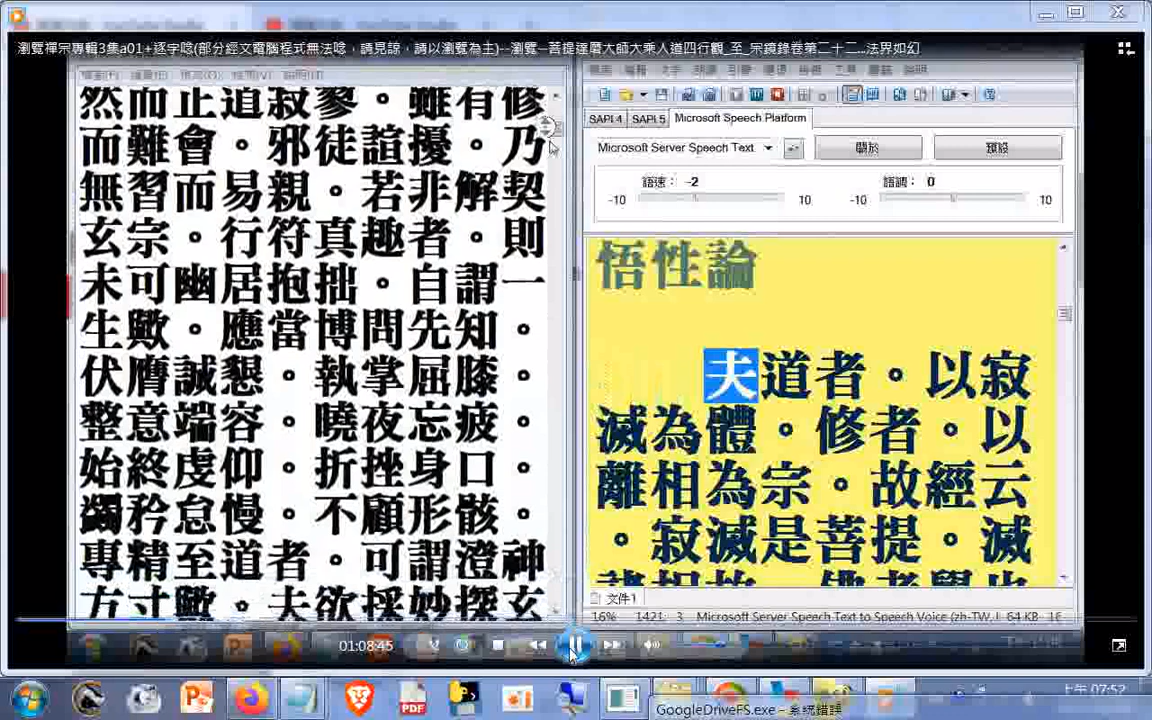 瀏覽禪宗專輯3集a01+逐字唸(部分經文電腦程式無法唸，請見諒，請以瀏覽為主)--瀏覽--菩提達磨大師大乘入道四行觀_至_宗鏡錄卷第二十二...法界如幻
然而止道寂寥。雖有修
而難會。邪徒諠擾。乃
無習而易親。若非解契
玄宗。行符真趣者。則
未可幽居抱拙。自謂一
生歟。應當博問先知。
伏膺誠懇。執掌屈膝。
整意端容。曉夜忘疲。
始終虔仰。折挫身口。
蠲矜怠慢。不顧形骸。
專精至道者。可謂澄神
方寸歟。夫欲採妙探玄
SAPI 4 SAPI 5 Microsoft Speech Platform
Microsoft Server Speech Text 關於 預設
語速： -2 語調： 0
-10 10 -10 10
悟性論
夫道者。以寂
滅為體。修者。以
離相為宗。故經云
。寂滅是菩提。滅
文件1
16% 1421: 3 Microsoft Server Speech Text to Speech Voice (zh-TW, 64 KB
01:08:45
上午 07:52
GoogleDriveFS.exe - 系統錯誤